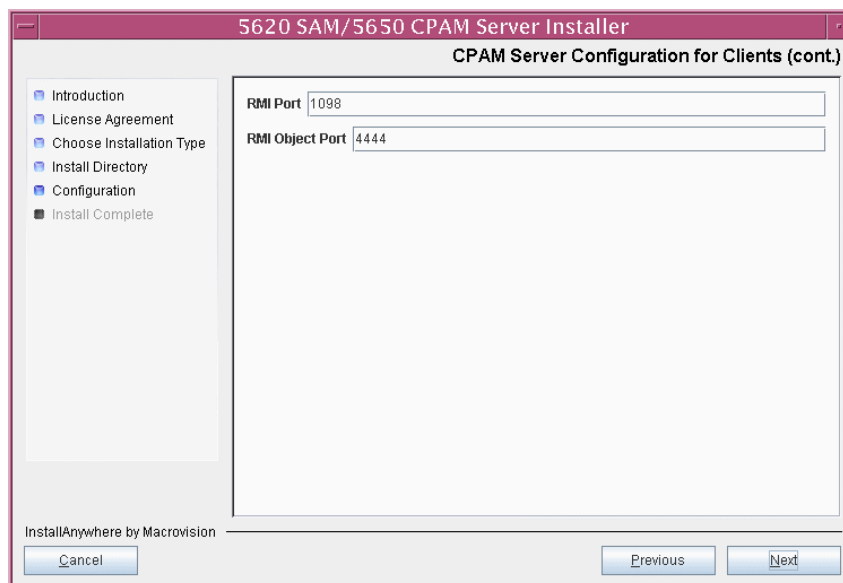 5620 SAM/5650 CPAM Server Installer
CPAM Server Configuration for Clients (cont.)
Introduction
License Agreement
Choose Installation Type
Install Directory
Configuration
Install Complete
RMI Port 1098
RMI Object Port 4444
InstallAnywhere by Macrovision
Cancel Previous Next